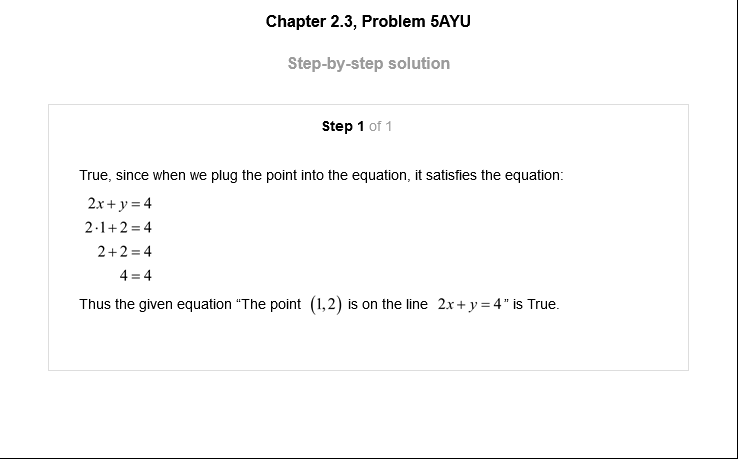 Chapter 2.3, Problem 5AYU
Step-by-step solution
Step 1 of 1
True, since when we plug the point into the equation, it satisfies the equation:
2x + y = 4
2·1 + 2 = 4
2 + 2 = 4
4 = 4
Thus the given equation “The point (1,2) is on the line 2x + y = 4” is True.